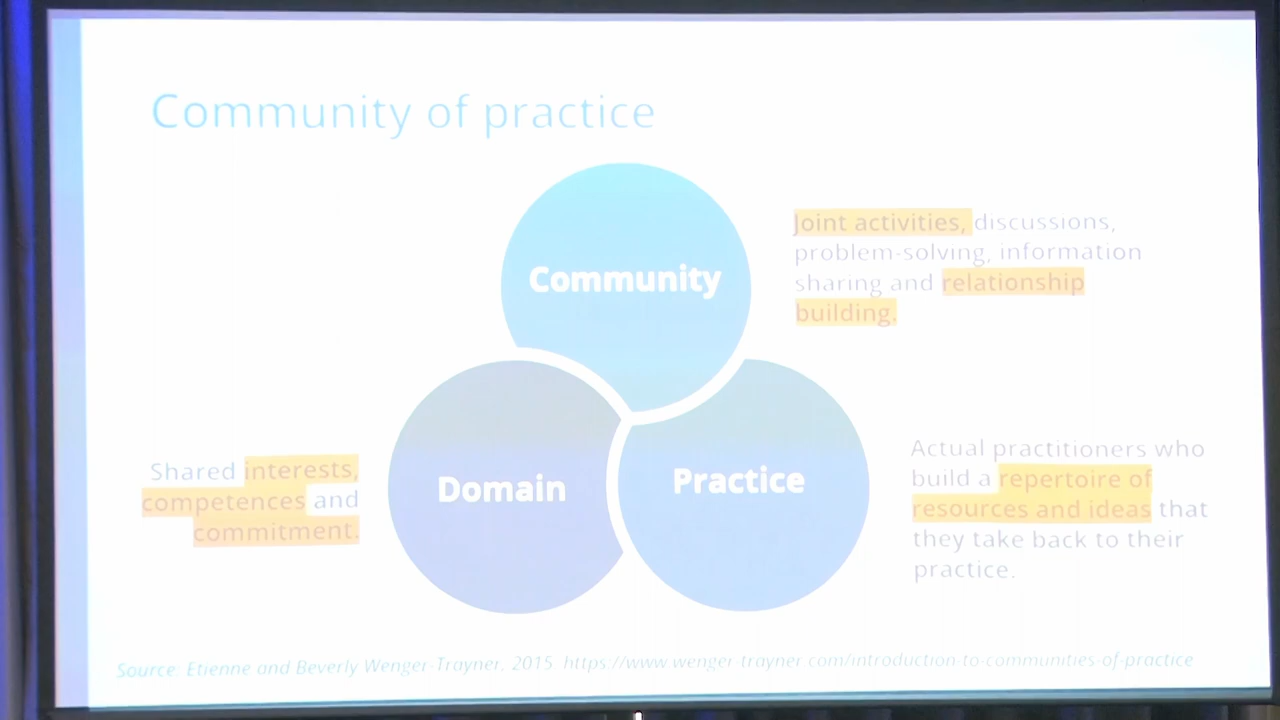 Community of practice
Community
Joint activities, discussions,
problem-solving, information
sharing and relationship
building.
Domain
Shared interests,
competences and
commitment.
Practice
Actual practitioners who
build a repertoire of
resources and ideas that
they take back to their
practice.
Source: Etienne and Beverly Wenger-Trayner, 2015 https://www.wenger-trayner.com/introduction-to-communities-of-practice